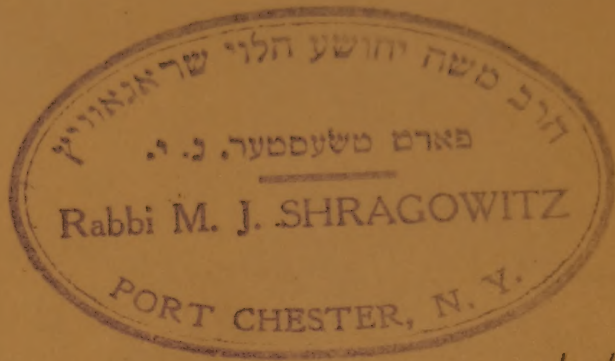 הרב משה יהושע הלוי שראגאוויץ
פארט טשעסטער. נ. י.
Rabbi M. J. SHRAGOWITZ
PORT CHESTER, N. Y.